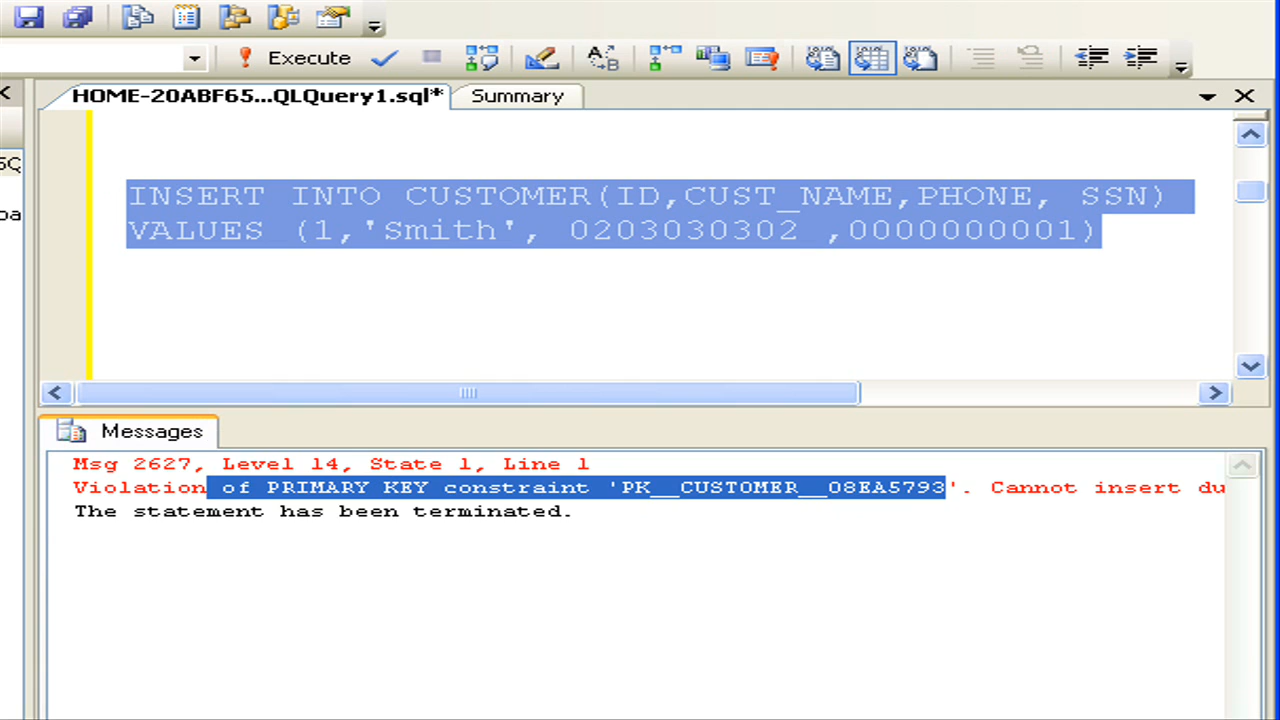 Execute
HOME-20ABF65...QLQuery1.sql*
Summary
INSERT INTO CUSTOMER(ID,CUST_NAME,PHONE, SSN)
VALUES (1,'Smith', 0203030302 ,0000000001)
Messages
Msg 2627, Level 14, State 1, Line 1
Violation of PRIMARY KEY constraint 'PK__CUSTOMER__08EA5793'. Cannot insert du
The statement has been terminated.